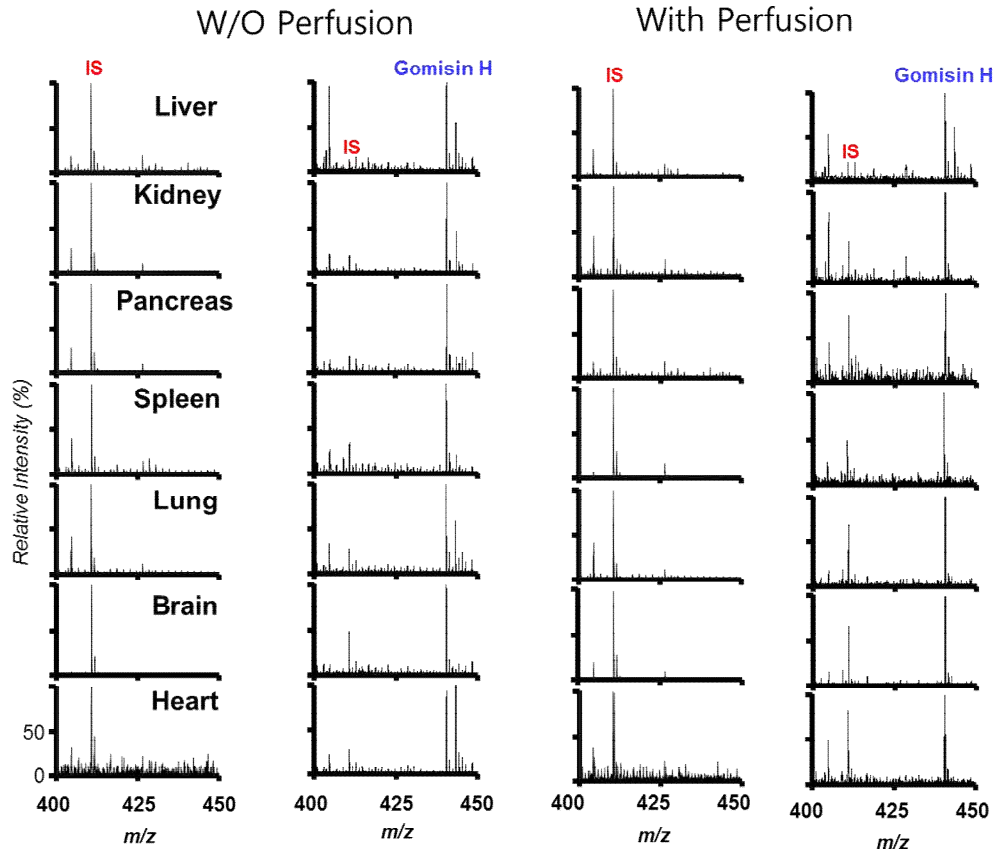 W/O Perfusion
With Perfusion
IS
Gomisin H
IS
Gomisin H
Liver
IS
IS
Kidney
Pancreas
Spleen
Lung
Brain
Heart
Relative Intensity (%)
50
0
400 425 450
400 425 450
400 425 450
400 425 450
m/z
m/z
m/z
m/z